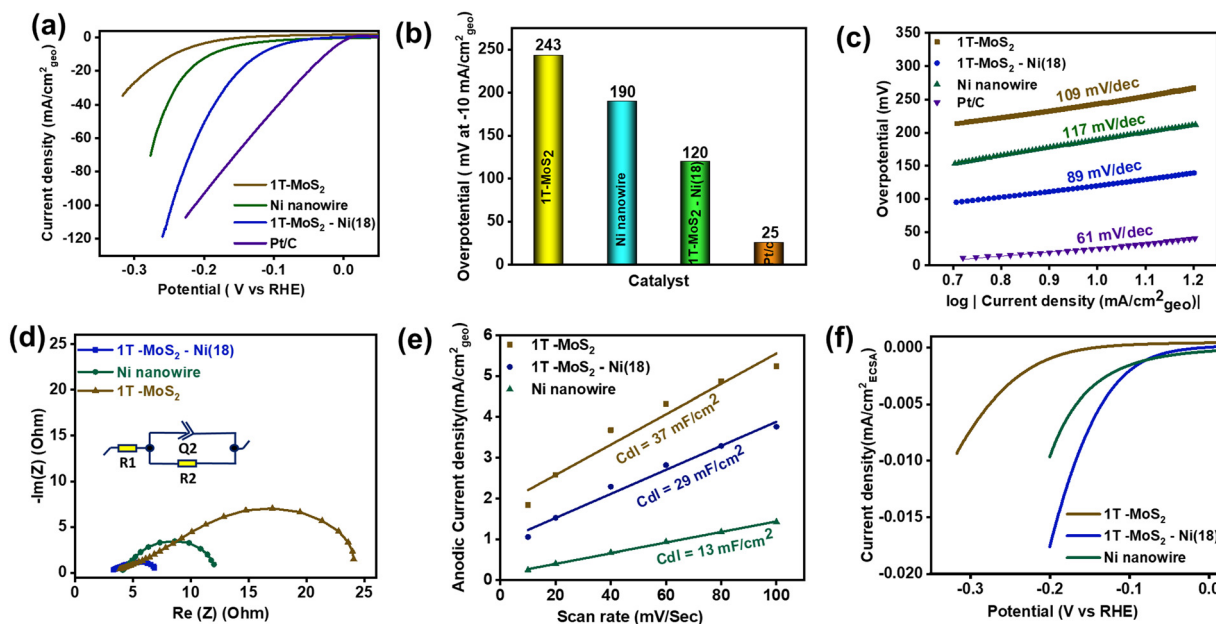 (a)
Current density (mA/cm²geo)
0
-20
-40
-60
-80
-100
-120
1T-MoS₂
Ni nanowire
1T-MoS₂ - Ni(18)
Pt/C
-0.3
-0.2
-0.1
0.0
Potential ( V vs RHE)
(b)
Overpotential ( mV at -10 mA/cm²geo)
250
200
150
100
50
0
243
190
120
25
1T-MoS₂
Ni nanowire
1T-MoS₂ - Ni(18)
Pt/c
Catalyst
(c)
1T-MoS₂
1T-MoS₂ - Ni(18)
Ni nanowire
Pt/C
Overpotential (mV)
350
300
250
200
150
100
50
0
109 mV/dec
117 mV/dec
89 mV/dec
61 mV/dec
0.7
0.8
0.9
1.0
1.1
1.2
log | Current density (mA/cm²geo)|
(d)
-Im(Z) (Ohm)
25
20
15
10
5
0
1T -MoS₂ - Ni(18)
Ni nanowire
1T -MoS₂
R1
Q2
R2
0
5
10
15
20
25
Re (Z) (Ohm)
(e)
Anodic Current density(mA/cm²geo)
6
5
4
3
2
1
0
1T -MoS₂
1T -MoS₂ - Ni(18)
Ni nanowire
Cdl = 37 mF/cm²
Cdl = 29 mF/cm²
Cdl = 13 mF/cm²
20
40
60
80
100
Scan rate (mV/Sec)
(f)
Current density(mA/cm²ECSA)
0.000
-0.005
-0.010
-0.015
-0.020
1T -MoS₂
1T -MoS₂ - Ni(18)
Ni nanowire
-0.3
-0.2
-0.1
0.0
Potential (V vs RHE)